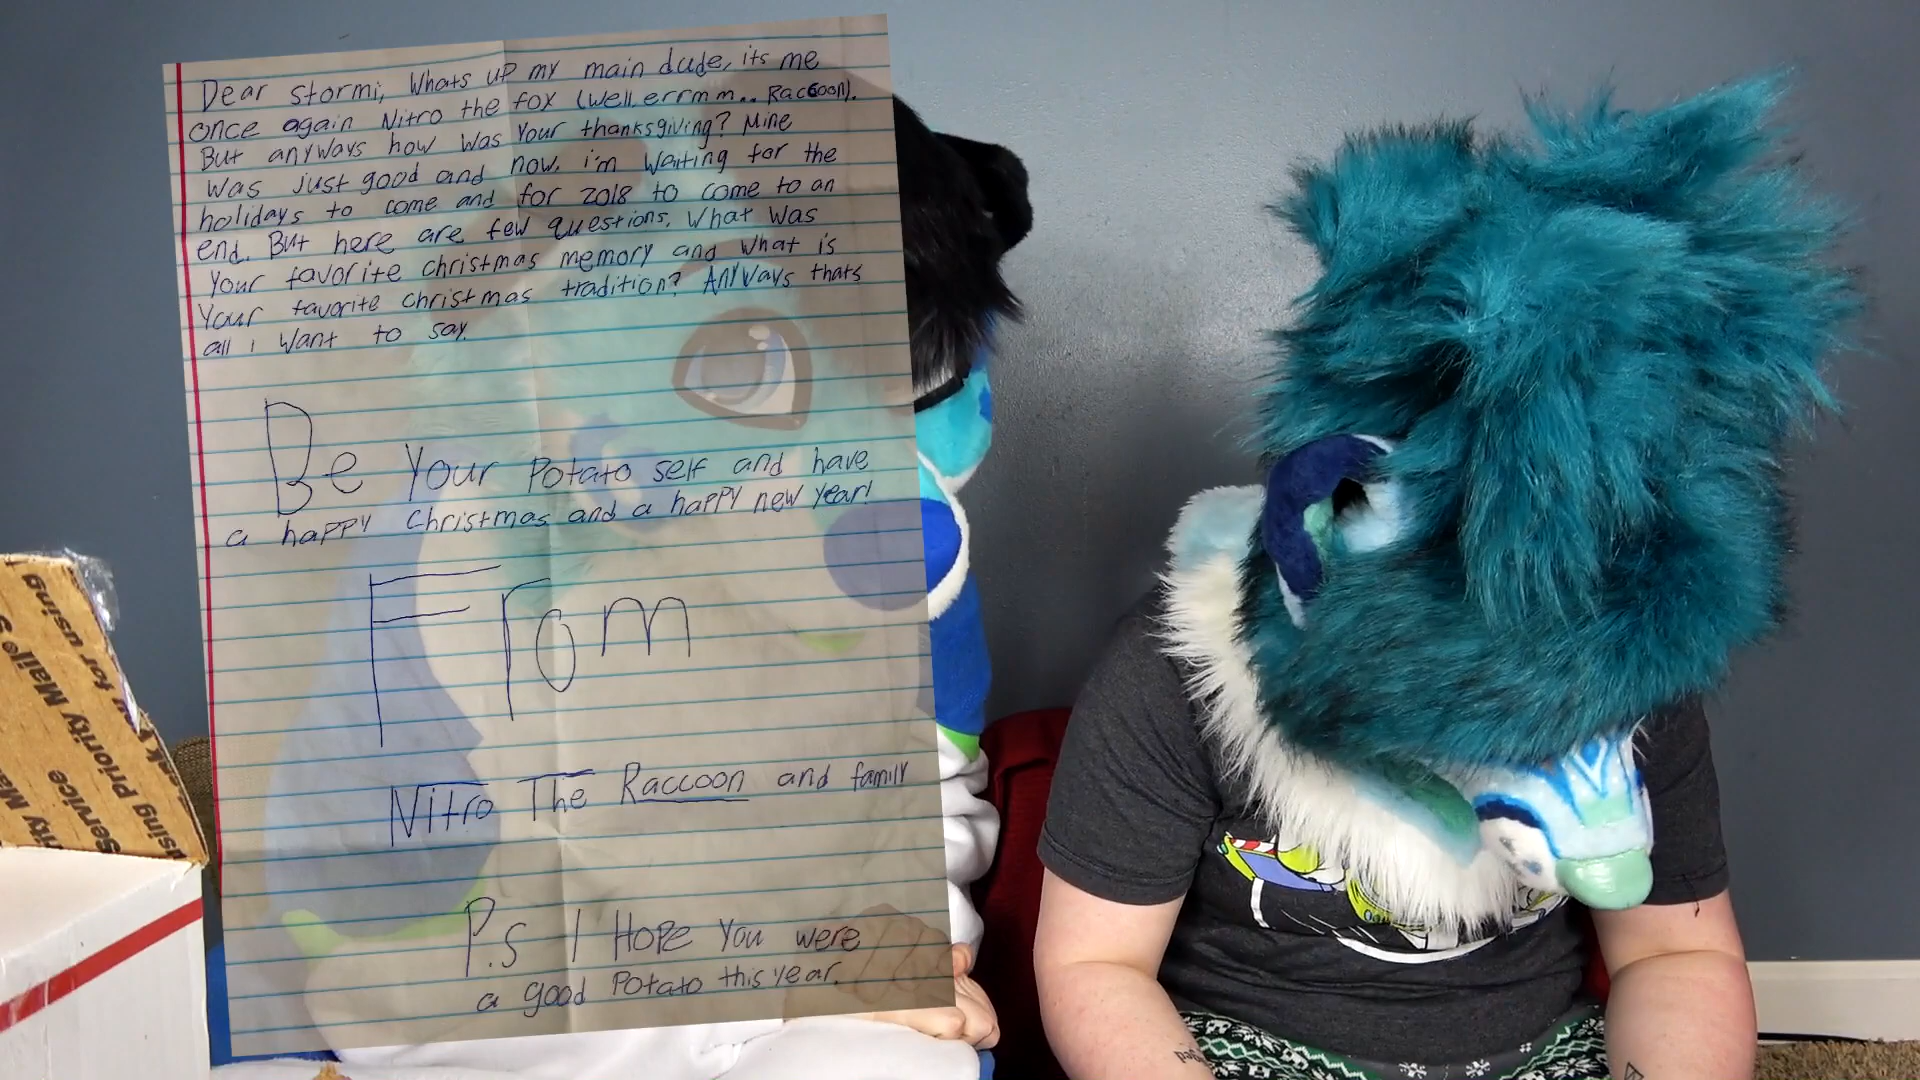 Dear stormi, Whats up my main dude, its me
once again Nitro the fox (well.errmm.. Raccoon).
But anyways how was your thanksgiving? Mine
was just good and now. i'm waiting for the
holidays to come and for 2018 to come to an
end. But here are few questions. What was
Your favorite christmas memory and what is
Your favorite christmas tradition? Anyways thats
all i want to say.
Be Your Potato self and have
a happy Christmas and a happy new year!
From
Nitro The Raccoon and family
P.S I Hope You were
a good Potato this year.
for using
Priority Mail
Service
using Priority Ma